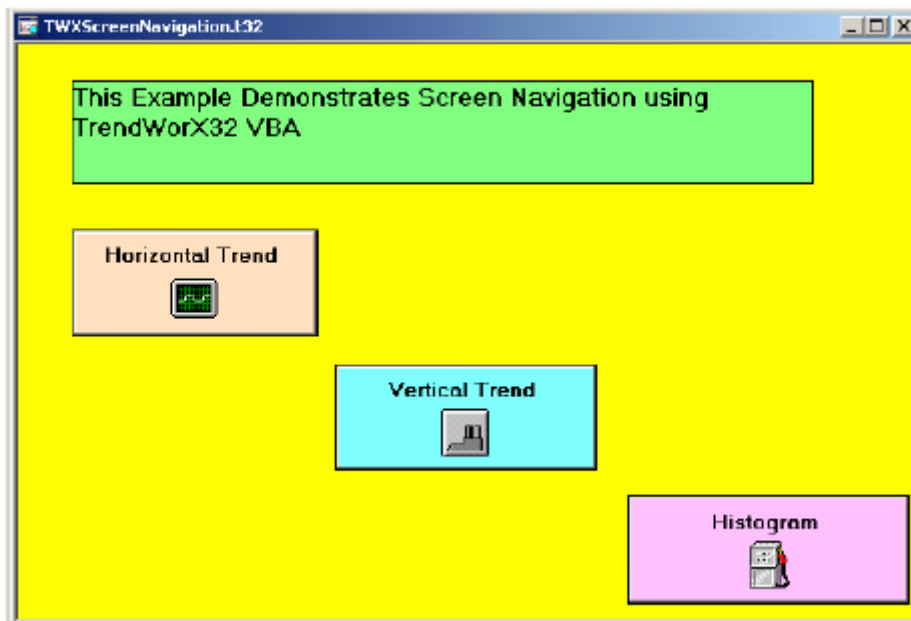 TWXScreenNavigation.t32
This Example Demonstrates Screen Navigation using
TrendWorX32 VBA
Horizontal Trend
Vertical Trend
Histogram